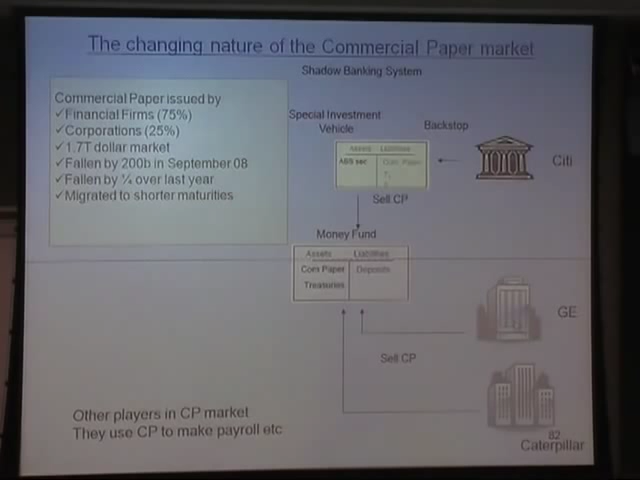 The changing nature of the Commercial Paper market
Shadow Banking System
Commercial Paper issued by
✓Financial Firms (75%)
✓Corporations (25%)
✓1.7T dollar market
✓Fallen by 200b in September 08
✓Fallen by ¼ over last year
✓Migrated to shorter maturities
Special Investment
Vehicle
Backstop
Assets Liabilities
ABS sec Com Paper
Citi
Sell CP
Money Fund
Assets Liabilities
Com Paper Deposits
Treasuries
GE
Sell CP
Other players in CP market
They use CP to make payroll etc
82
Caterpillar